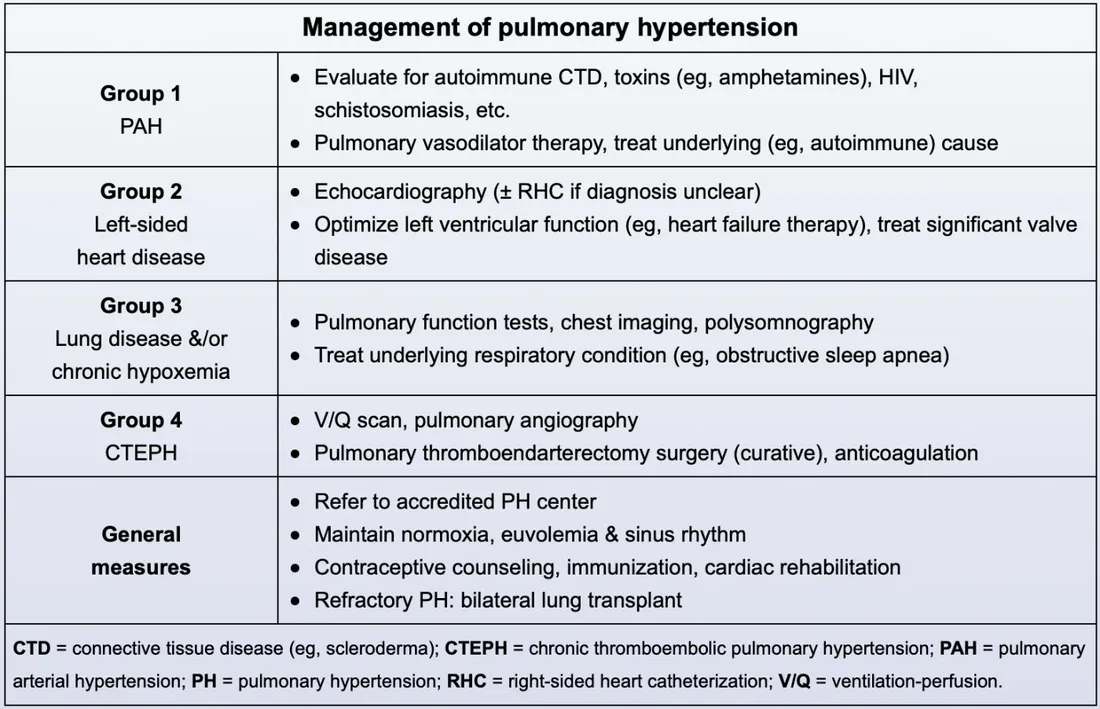 Management of pulmonary hypertension
Group 1
PAH
• Evaluate for autoimmune CTD, toxins (eg, amphetamines), HIV,
schistosomiasis, etc.
• Pulmonary vasodilator therapy, treat underlying (eg, autoimmune) cause
Group 2
Left-sided
heart disease
• Echocardiography (± RHC if diagnosis unclear)
• Optimize left ventricular function (eg, heart failure therapy), treat significant valve
disease
Group 3
Lung disease &/or
chronic hypoxemia
• Pulmonary function tests, chest imaging, polysomnography
• Treat underlying respiratory condition (eg, obstructive sleep apnea)
Group 4
CTEPH
• V/Q scan, pulmonary angiography
• Pulmonary thromboendarterectomy surgery (curative), anticoagulation
General
measures
• Refer to accredited PH center
• Maintain normoxia, euvolemia & sinus rhythm
• Contraceptive counseling, immunization, cardiac rehabilitation
• Refractory PH: bilateral lung transplant
CTD = connective tissue disease (eg, scleroderma); CTEPH = chronic thromboembolic pulmonary hypertension; PAH = pulmonary
arterial hypertension; PH = pulmonary hypertension; RHC = right-sided heart catheterization; V/Q = ventilation-perfusion.